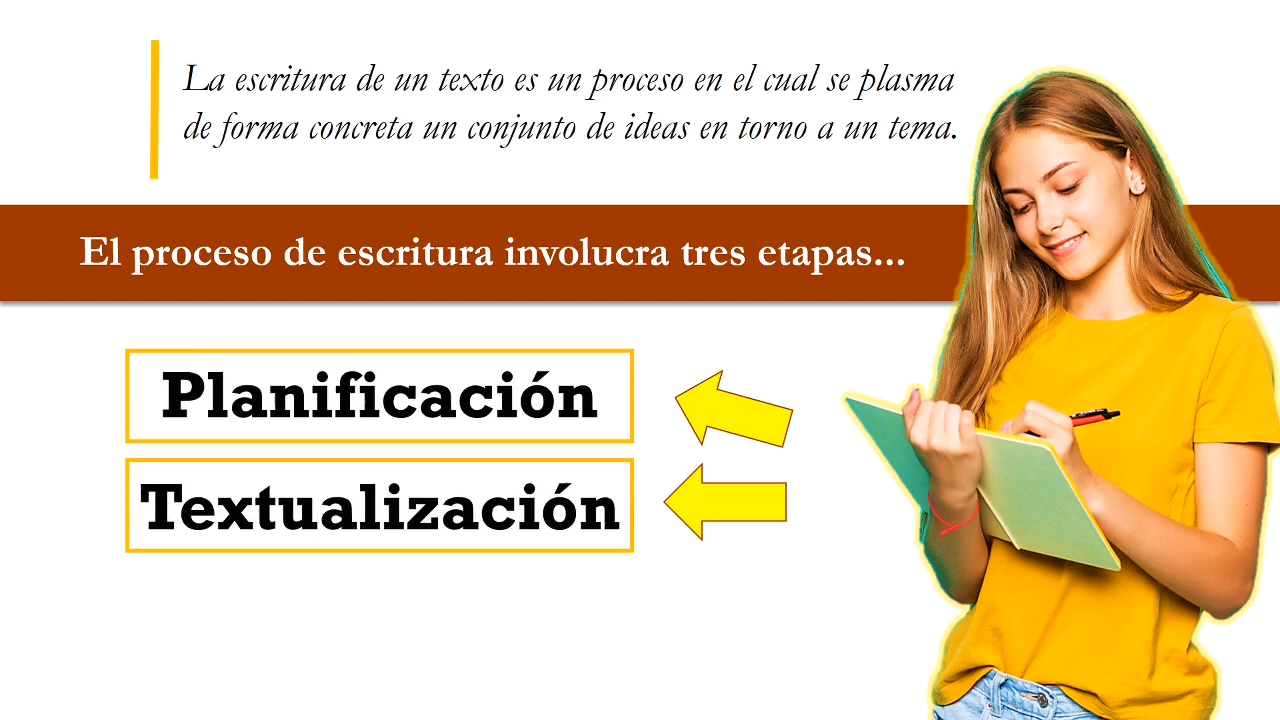 La escritura de un texto es un proceso en el cual se plasma
de forma concreta un conjunto de ideas en torno a un tema.
El proceso de escritura involucra tres etapas...
Planificación
Textualización